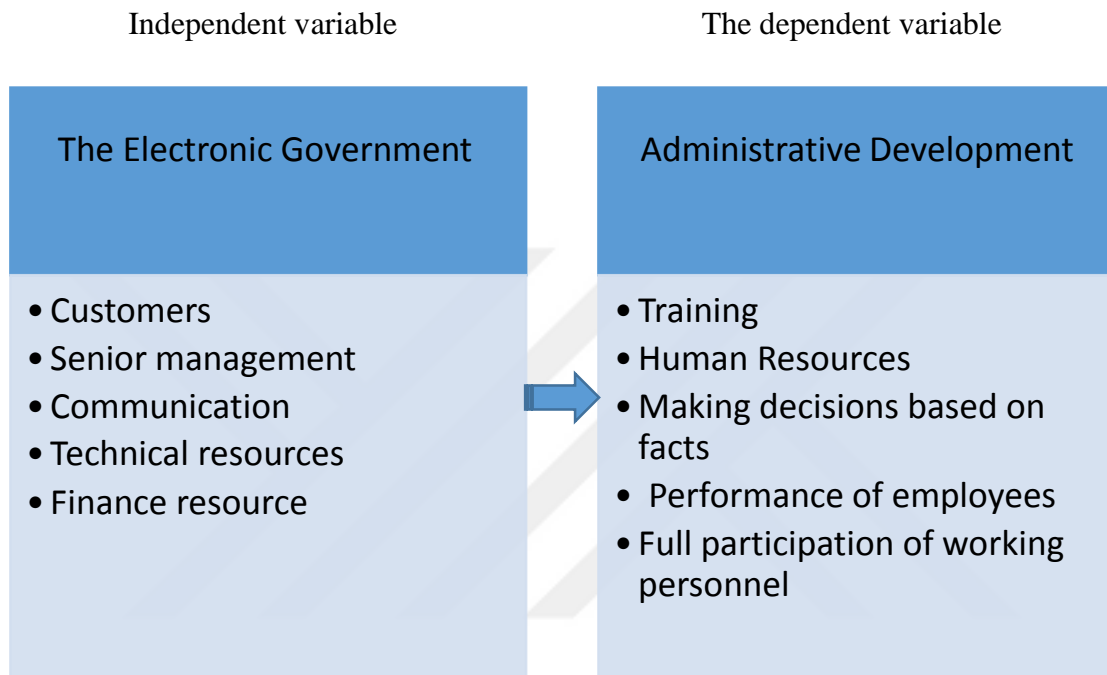 Independent variable
The dependent variable
The Electronic Government
• Customers
• Senior management
• Communication
• Technical resources
• Finance resource
Administrative Development
• Training
• Human Resources
• Making decisions based on
facts
• Performance of employees
• Full participation of working
personnel